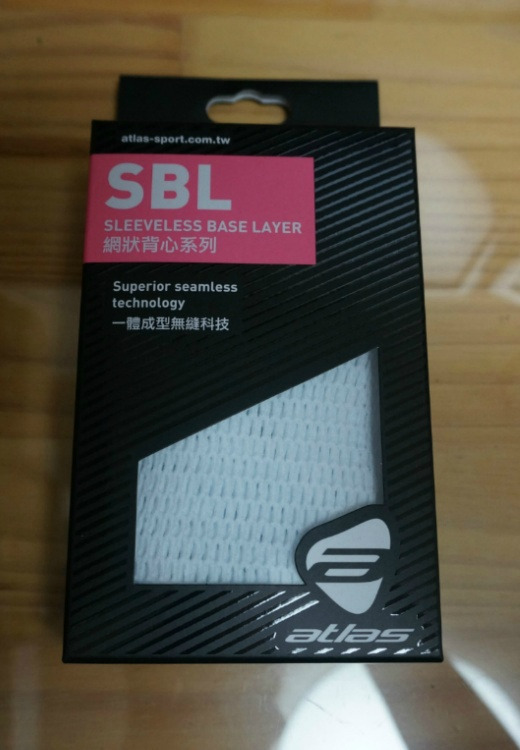 atlas-sport.com.tw
SBL
SLEEVELESS BASE LAYER
網狀背心系列
Superior seamless
technology
一體成型無縫科技
atlas